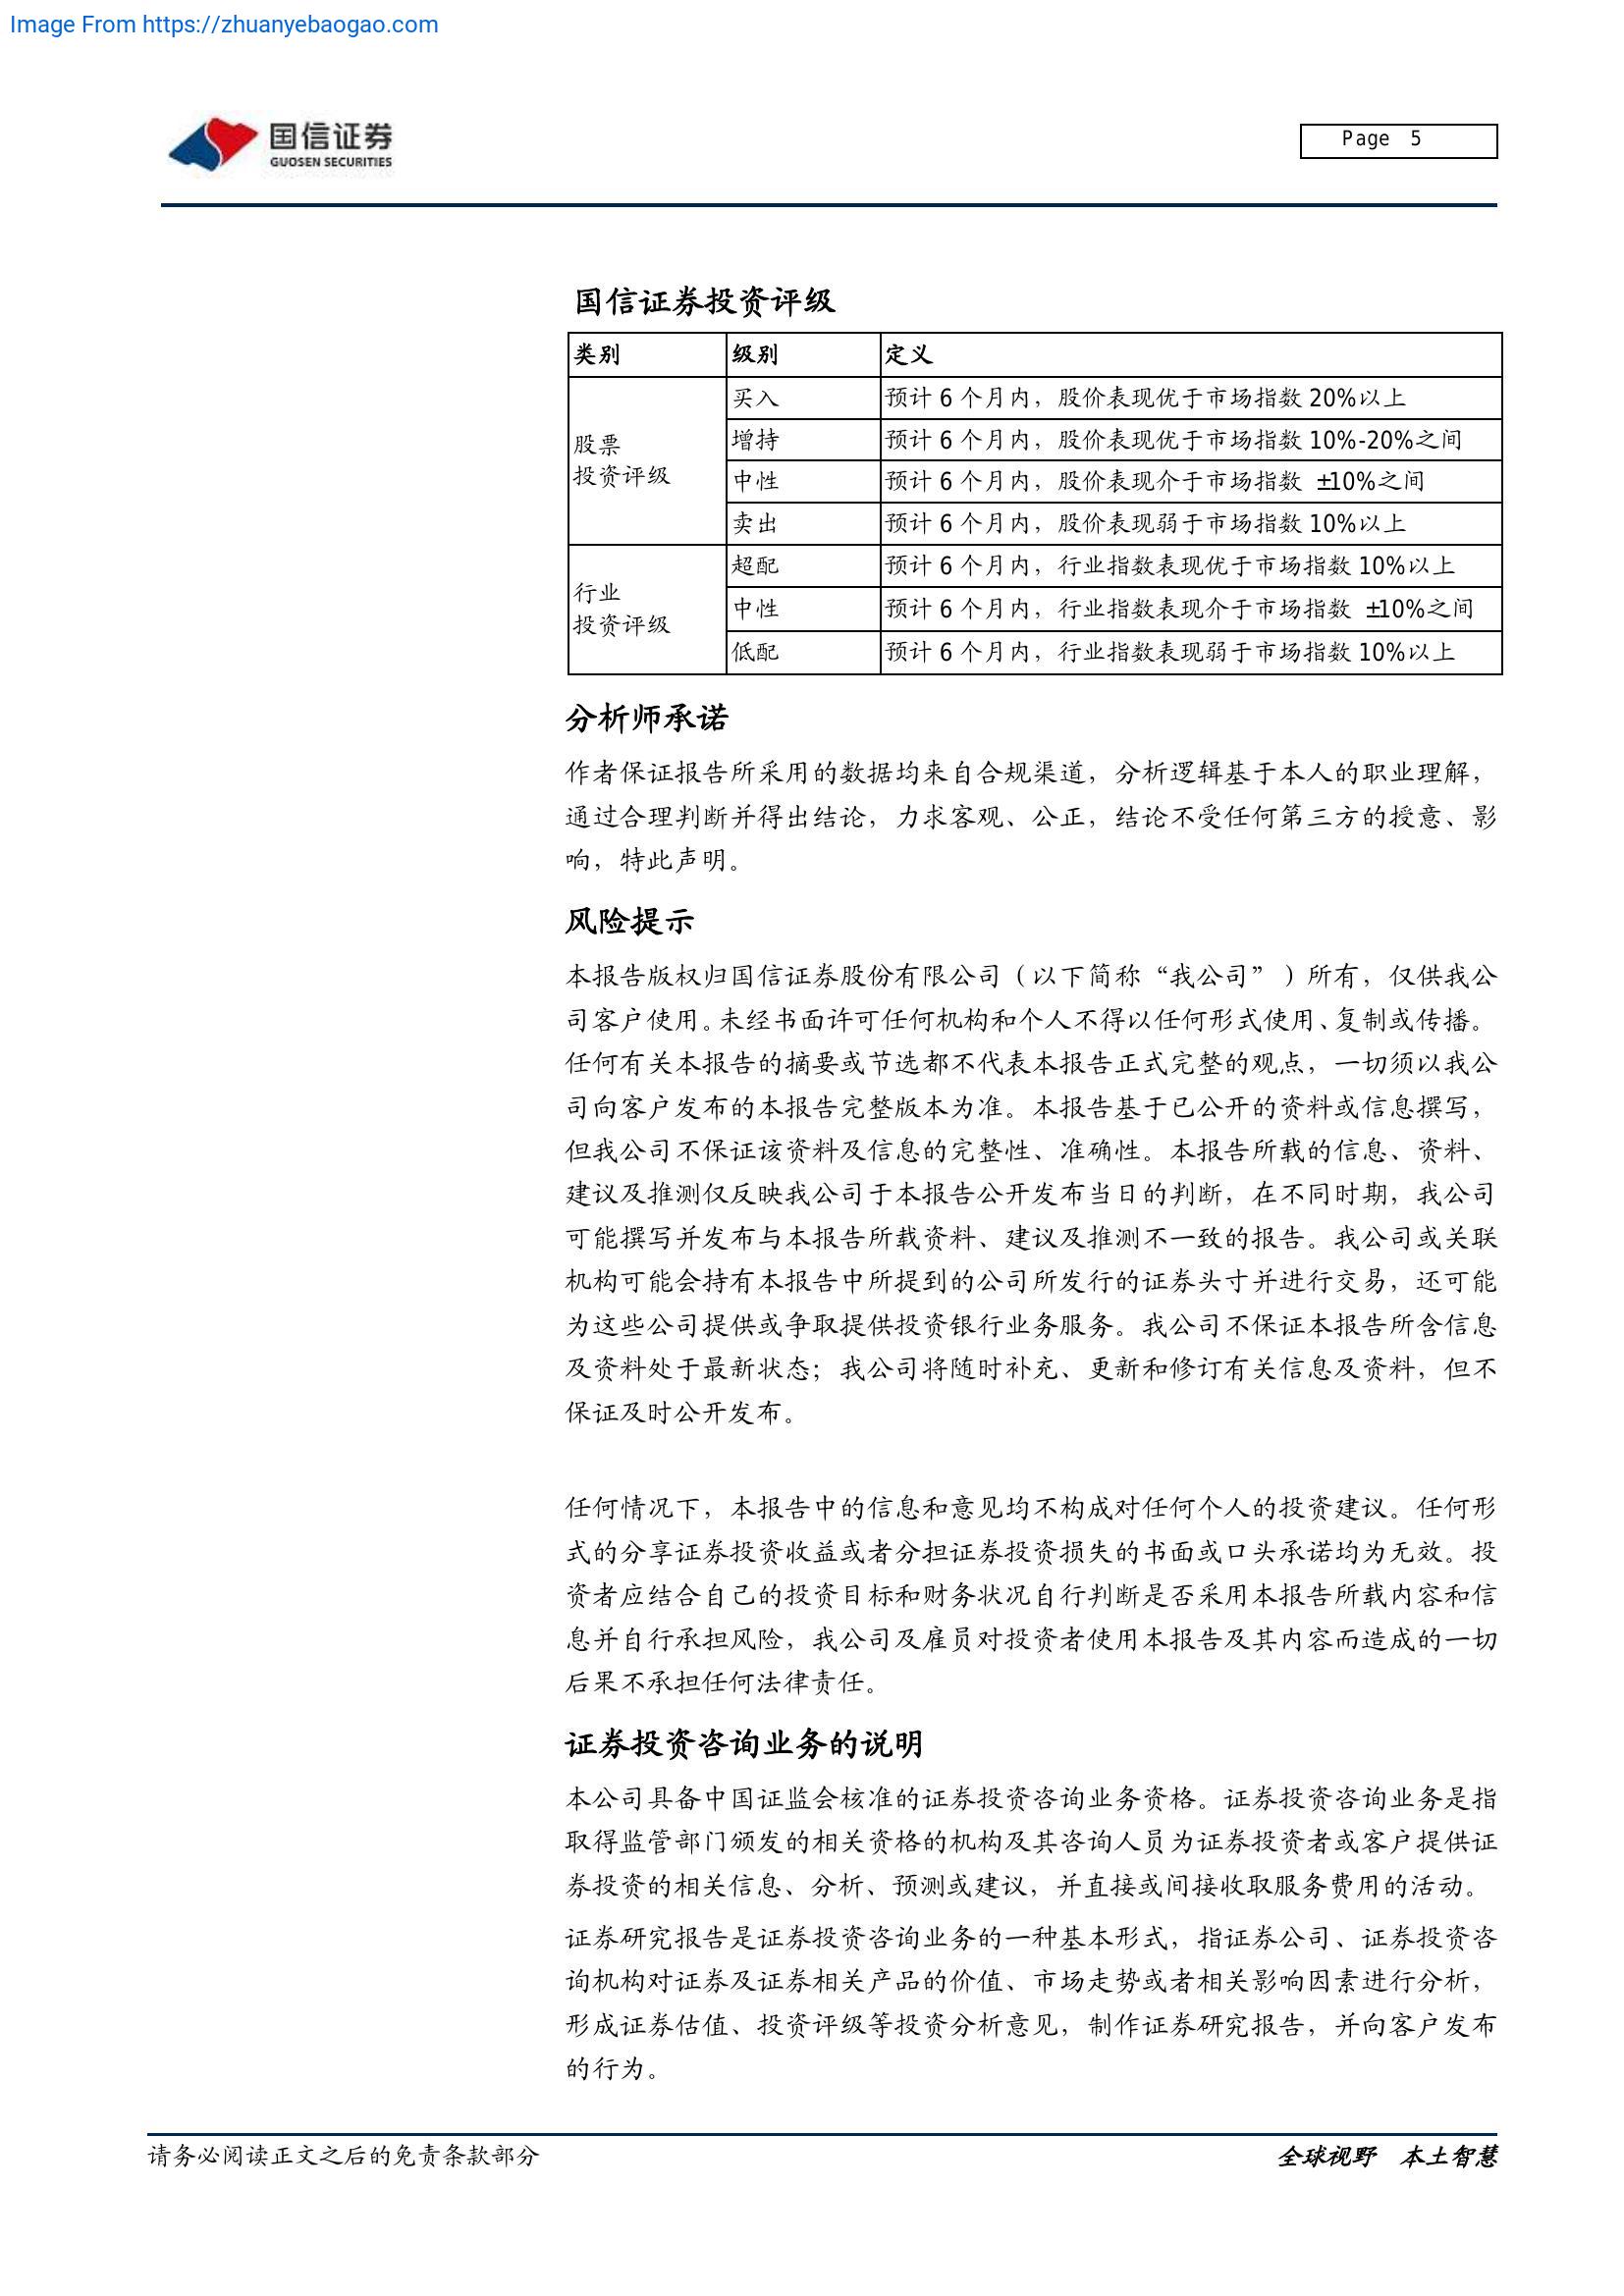 Image From https://zhuanyebaogao.com
国信证券
GUOSEN SECURITIES
Page 5
国信证券投资评级
类别 级别 定义
股票
投资评级
买入 预计 6 个月内，股价表现优于市场指数 20%以上
增持 预计 6 个月内，股价表现优于市场指数 10%-20%之间
中性 预计 6 个月内，股价表现介于市场指数 ±10%之间
卖出 预计 6 个月内，股价表现弱于市场指数 10%以上
行业
投资评级
超配 预计 6 个月内，行业指数表现优于市场指数 10%以上
中性 预计 6 个月内，行业指数表现介于市场指数 ±10%之间
低配 预计 6 个月内，行业指数表现弱于市场指数 10%以上
分析师承诺
作者保证报告所采用的数据均来自合规渠道，分析逻辑基于本人的职业理解，
通过合理判断并得出结论，力求客观、公正，结论不受任何第三方的授意、影
响，特此声明。
风险提示
本报告版权归国信证券股份有限公司（以下简称“我公司”）所有，仅供我公
司客户使用。未经书面许可任何机构和个人不得以任何形式使用、复制或传播。
任何有关本报告的摘要或节选都不代表本报告正式完整的观点，一切须以我公
司向客户发布的本报告完整版本为准。本报告基于已公开的资料或信息撰写，
但我公司不保证该资料及信息的完整性、准确性。本报告所载的信息、资料、
建议及推测仅反映我公司于本报告公开发布当日的判断，在不同时期，我公司
可能撰写并发布与本报告所载资料、建议及推测不一致的报告。我公司或关联
机构可能会持有本报告中所提到的公司所发行的证券头寸并进行交易，还可能
为这些公司提供或争取提供投资银行业务服务。我公司不保证本报告所含信息
及资料处于最新状态；我公司将随时补充、更新和修订有关信息及资料，但不
保证及时公开发布。
任何情况下，本报告中的信息和意见均不构成对任何个人的投资建议。任何形
式的分享证券投资收益或者分担证券投资损失的书面或口头承诺均为无效。投
资者应结合自己的投资目标和财务状况自行判断是否采用本报告所载内容和信
息并自行承担风险，我公司及雇员对投资者使用本报告及其内容而造成的一切
后果不承担任何法律责任。
证券投资咨询业务的说明
本公司具备中国证监会核准的证券投资咨询业务资格。证券投资咨询业务是指
取得监管部门颁发的相关资格的机构及其咨询人员为证券投资者或客户提供证
券投资的相关信息、分析、预测或建议，并直接或间接收取服务费用的活动。
证券研究报告是证券投资咨询业务的一种基本形式，指证券公司、证券投资咨
询机构对证券及证券相关产品的价值、市场走势或者相关影响因素进行分析，
形成证券估值、投资评级等投资分析意见，制作证券研究报告，并向客户发布
的行为。
请务必阅读正文之后的免责条款部分 全球视野 本土智慧